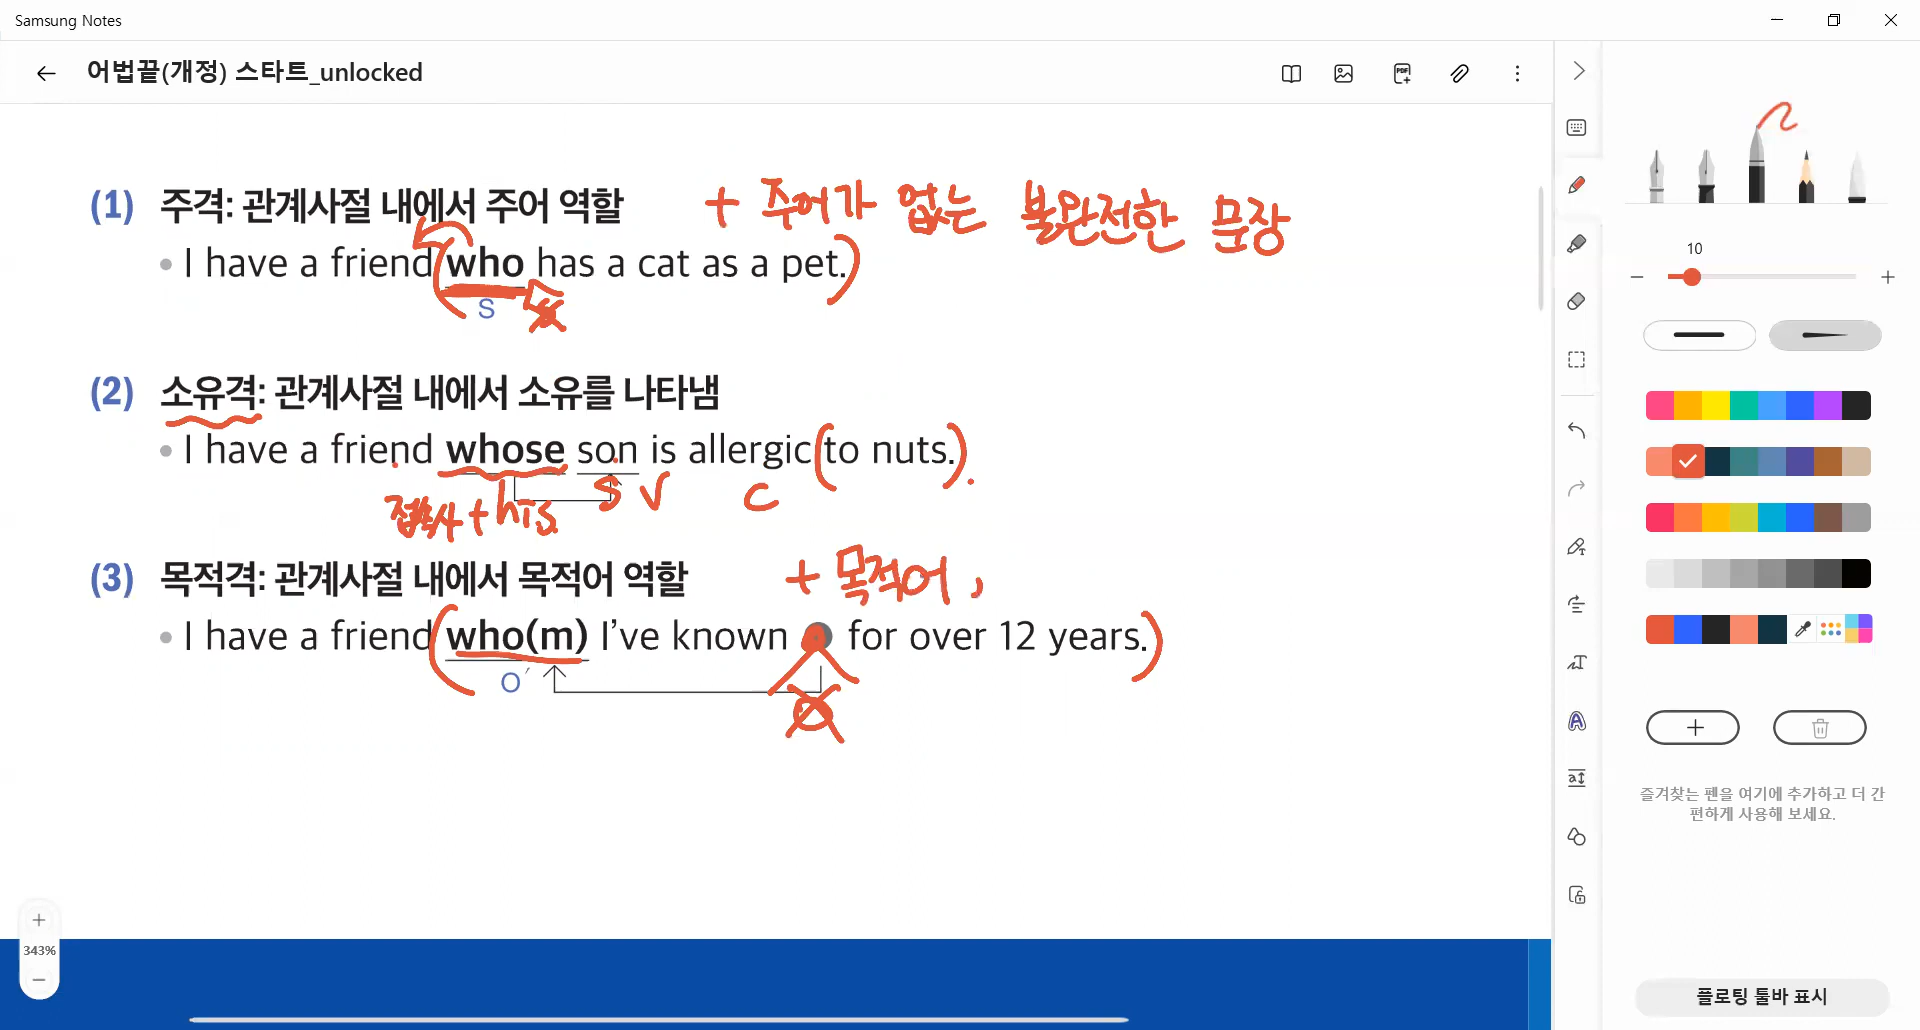 Samsung Notes
어법끝(개정) 스타트_unlocked
(1) 주격: 관계사절 내에서 주어 역할 + 주어가 없는 불완전한 문장
• I have a friend (who has a cat as a pet.)
S
(2) 소유격: 관계사절 내에서 소유를 나타냄
• I have a friend whose son is allergic (to nuts.)
S V C
접속사 + his
(3) 목적격: 관계사절 내에서 목적어 역할 + 목적어,
• I have a friend (who(m) I've known ● for over 12 years.)
O′
10
343%
즐겨찾는 펜을 여기에 추가하고 더 간
편하게 사용해 보세요.
플로팅 툴바 표시